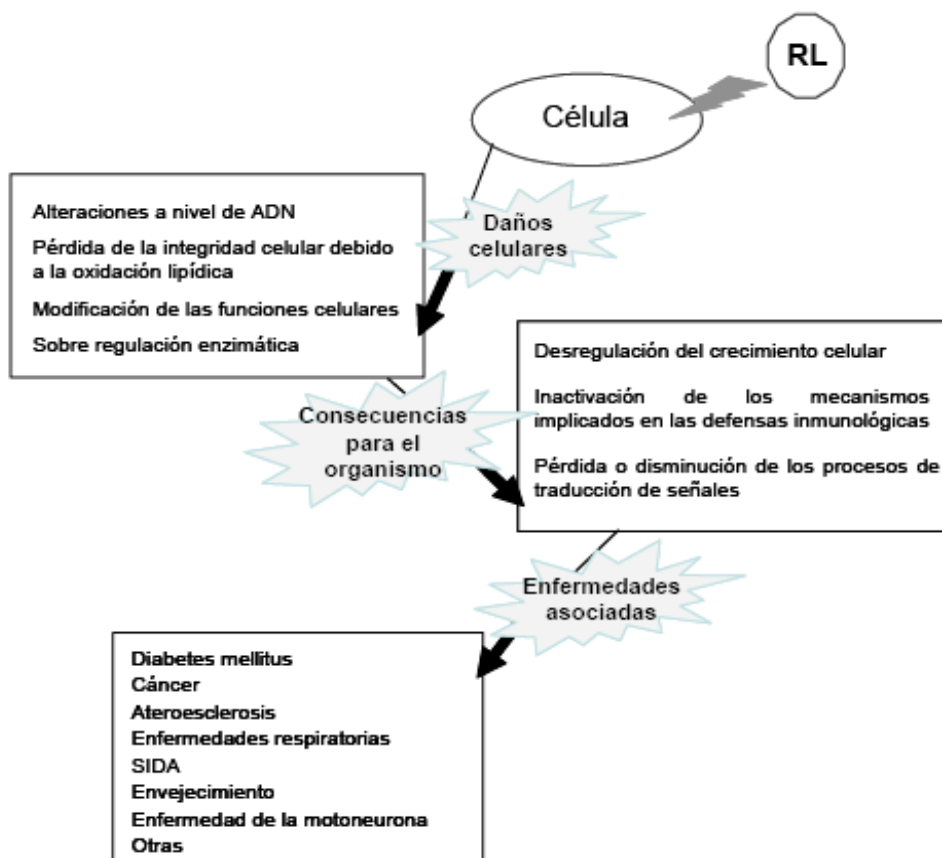 RL
Célula
Daños
celulares
Alteraciones a nivel de ADN
Pérdida de la integridad celular debido
a la oxidación lipídica
Modificación de las funciones celulares
Sobre regulación enzimática
Consecuencias
para el
organismo
Desregulación del crecimiento celular
Inactivación de los mecanismos
implicados en las defensas inmunológicas
Pérdida o disminución de los procesos de
traducción de señales
Enfermedades
asociadas
Diabetes mellitus
Cáncer
Ateroesclerosis
Enfermedades respiratorias
SIDA
Envejecimiento
Enfermedad de la motoneurona
Otras